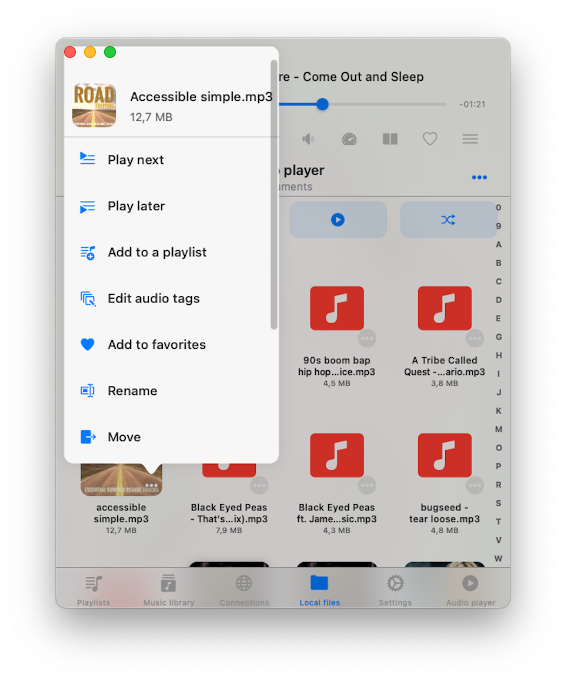 re - Come Out and Sleep
-01:21
ROAD
Accessible simple.mp3
12,7 MB
player
ments
Play next
Play later
Add to a playlist
Edit audio tags
Add to favorites
Rename
Move
0
9
A
B
C
D
E
G
H
I
J
K
M
O
P
R
S
T
V
W
90s boom bap
hip hop...ice.mp3
4,5 MB
A Tribe Called
Quest -...ario.mp3
3,8 MB
ESSENTIAL SUMMER ROAD TRACKS
accessible
simple.mp3
12,7 MB
Black Eyed Peas
- That's...ix).mp3
7,9 MB
Black Eyed Peas
ft. Jame...sic.mp3
4,3 MB
bugseed -
tear loose.mp3
4,8 MB
Playlists
Music library
Connections
Local files
Settings
Audio player